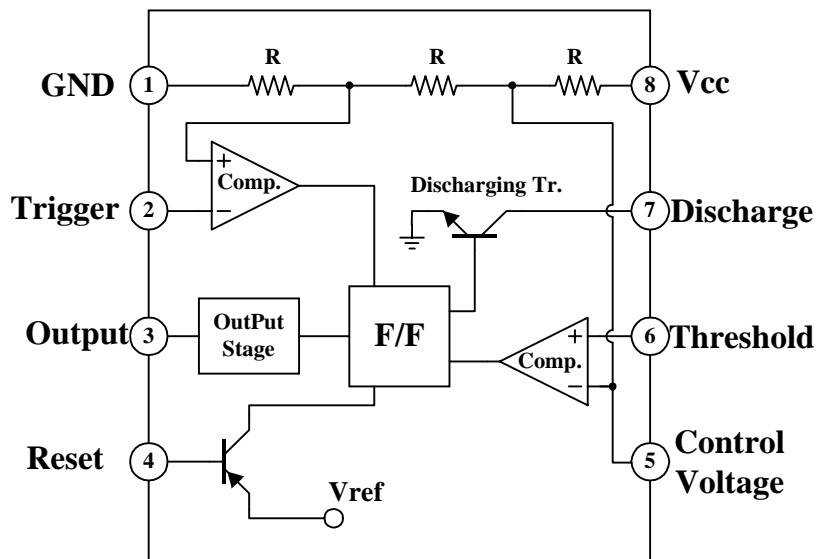 R R R
GND 1 8 Vcc
+
Comp.
−
Trigger 2
Discharging Tr.
7 Discharge
Output 3
OutPut
Stage
F/F
+
Comp.
−
6 Threshold
Reset 4
5 Control
Voltage
Vref